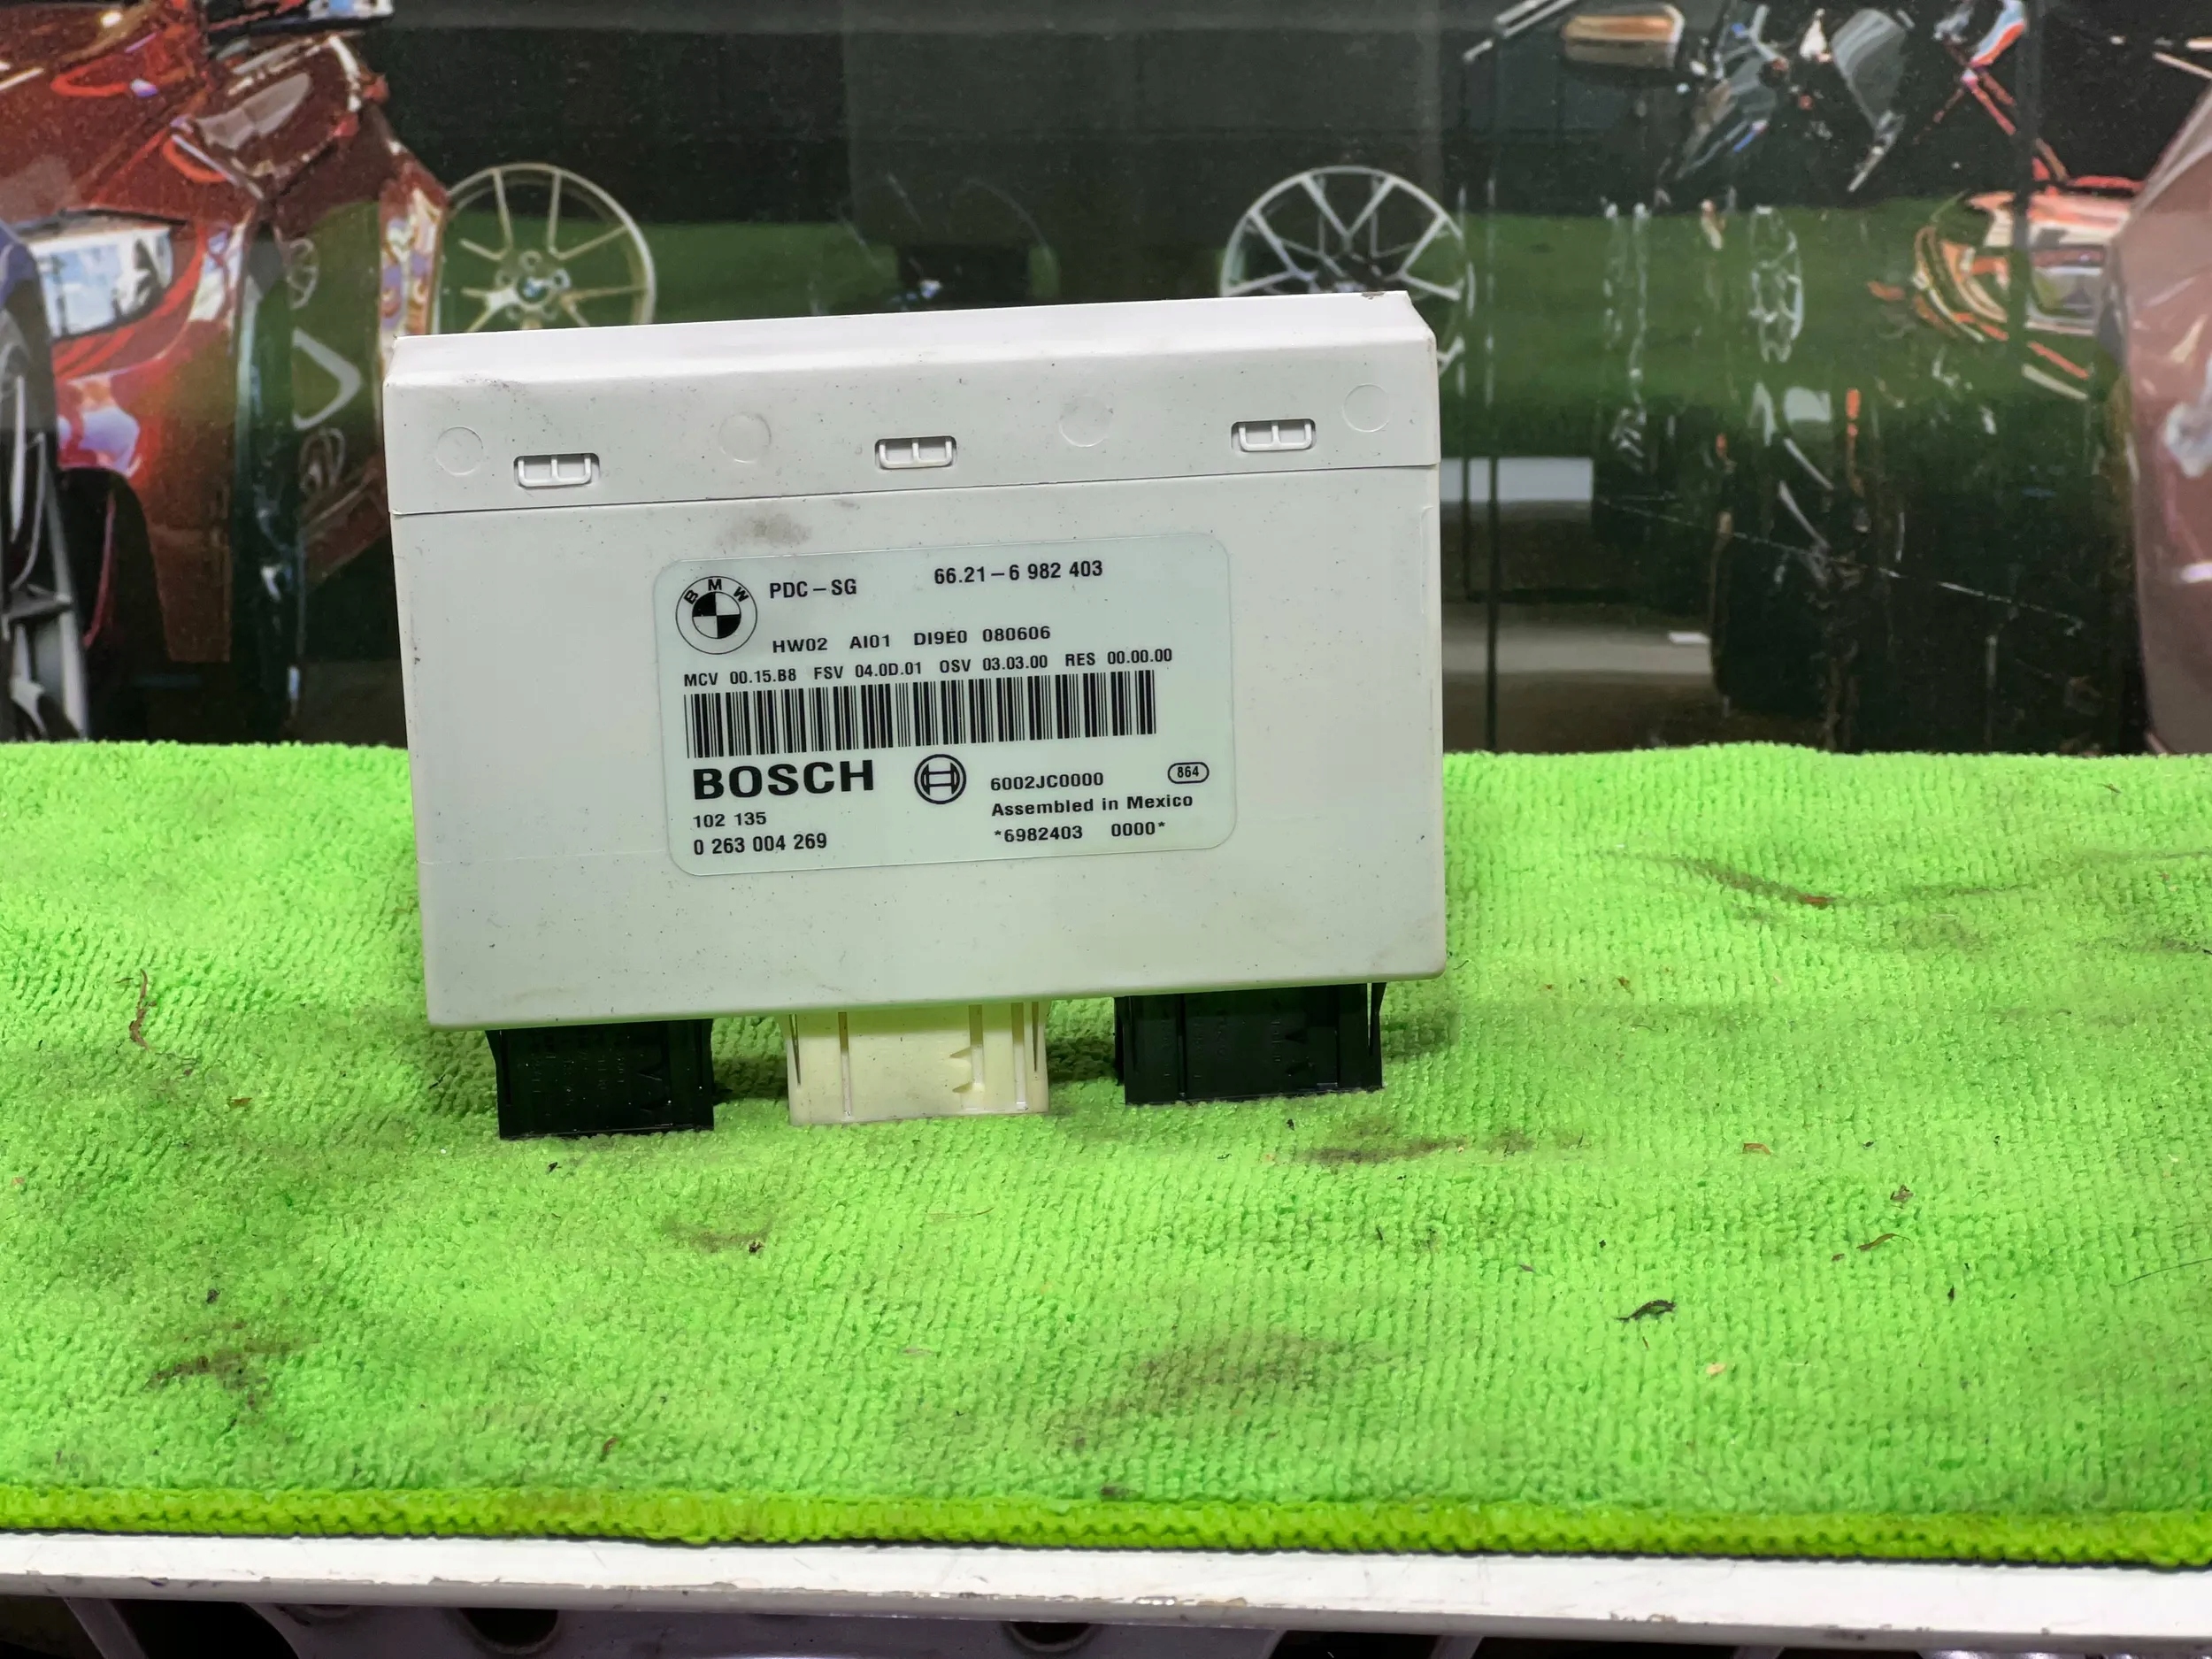 BMW PDC – SG 66.21 – 6 982 403
HW02 AI01 DI9E0 080606
MCV 00.15.B8 FSV 04.0D.01 OSV 03.03.00 RES 00.00.00
BOSCH 6002JC0000 864
Assembled in Mexico
102 135
0 263 004 269 *6982403 0000*